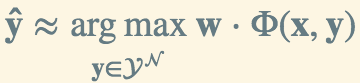 ŷ ≈ arg max w · Φ(x, y)
y∈𝒴^𝒩